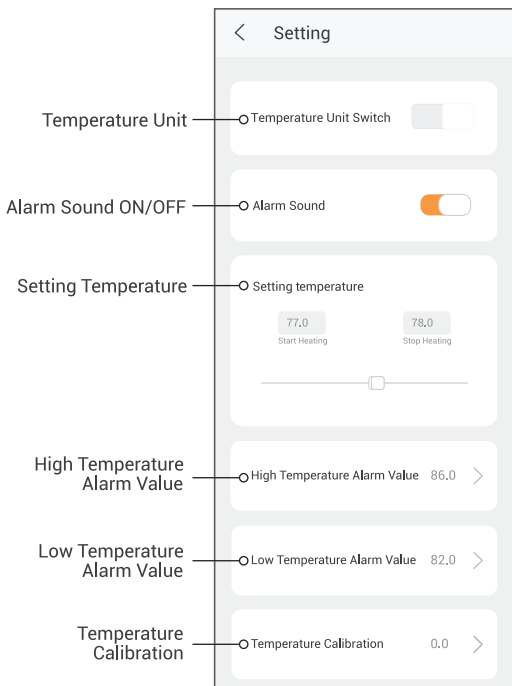 Setting
Temperature Unit
Temperature Unit Switch
Alarm Sound ON/OFF
Alarm Sound
Setting Temperature
Setting temperature
77.0
78.0
Start Heating
Stop Heating
High Temperature
Alarm Value
High Temperature Alarm Value 86.0
Low Temperature
Alarm Value
Low Temperature Alarm Value 82.0
Temperature
Calibration
Temperature Calibration 0.0